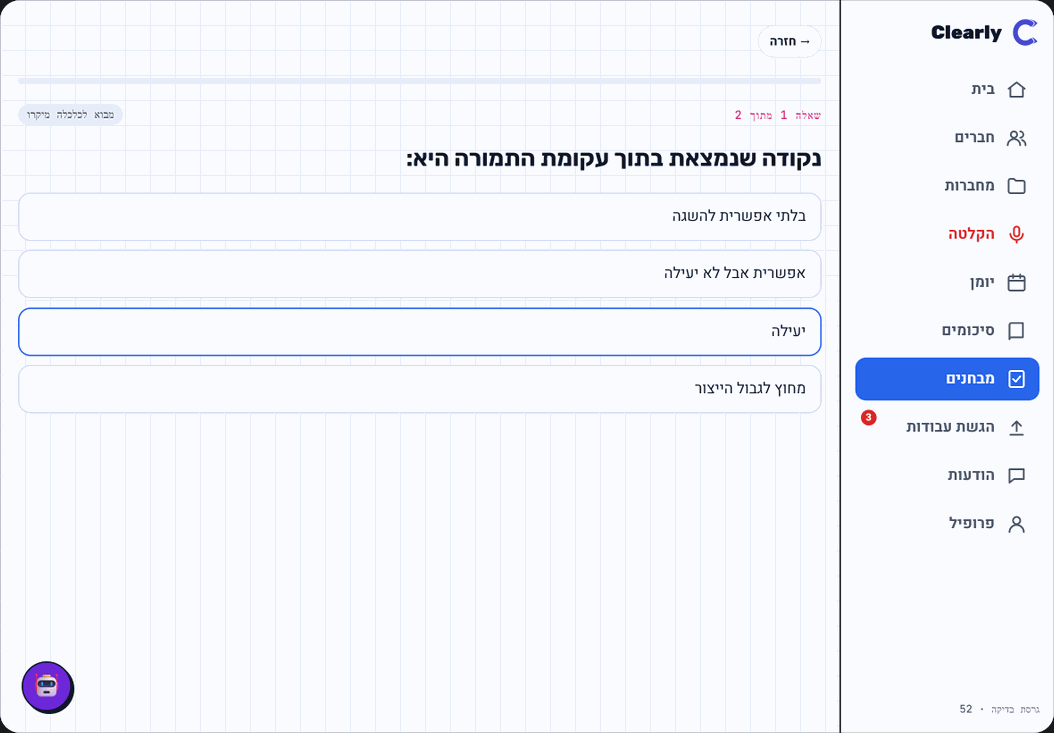 Clearly
בית
חברים
מחברות
הקלטה
יומן
סיכומים
מבחנים
הגשת עבודות
3
הודעות
פרופיל
גרסת בדיקה · 52
→ חזרה
שאלה 1 מתוך 2
מבוא לכלכלה מיקרו
נקודה שנמצאת בתוך עקומת התמורה היא:
בלתי אפשרית להשגה
אפשרית אבל לא יעילה
יעילה
מחוץ לגבול הייצור